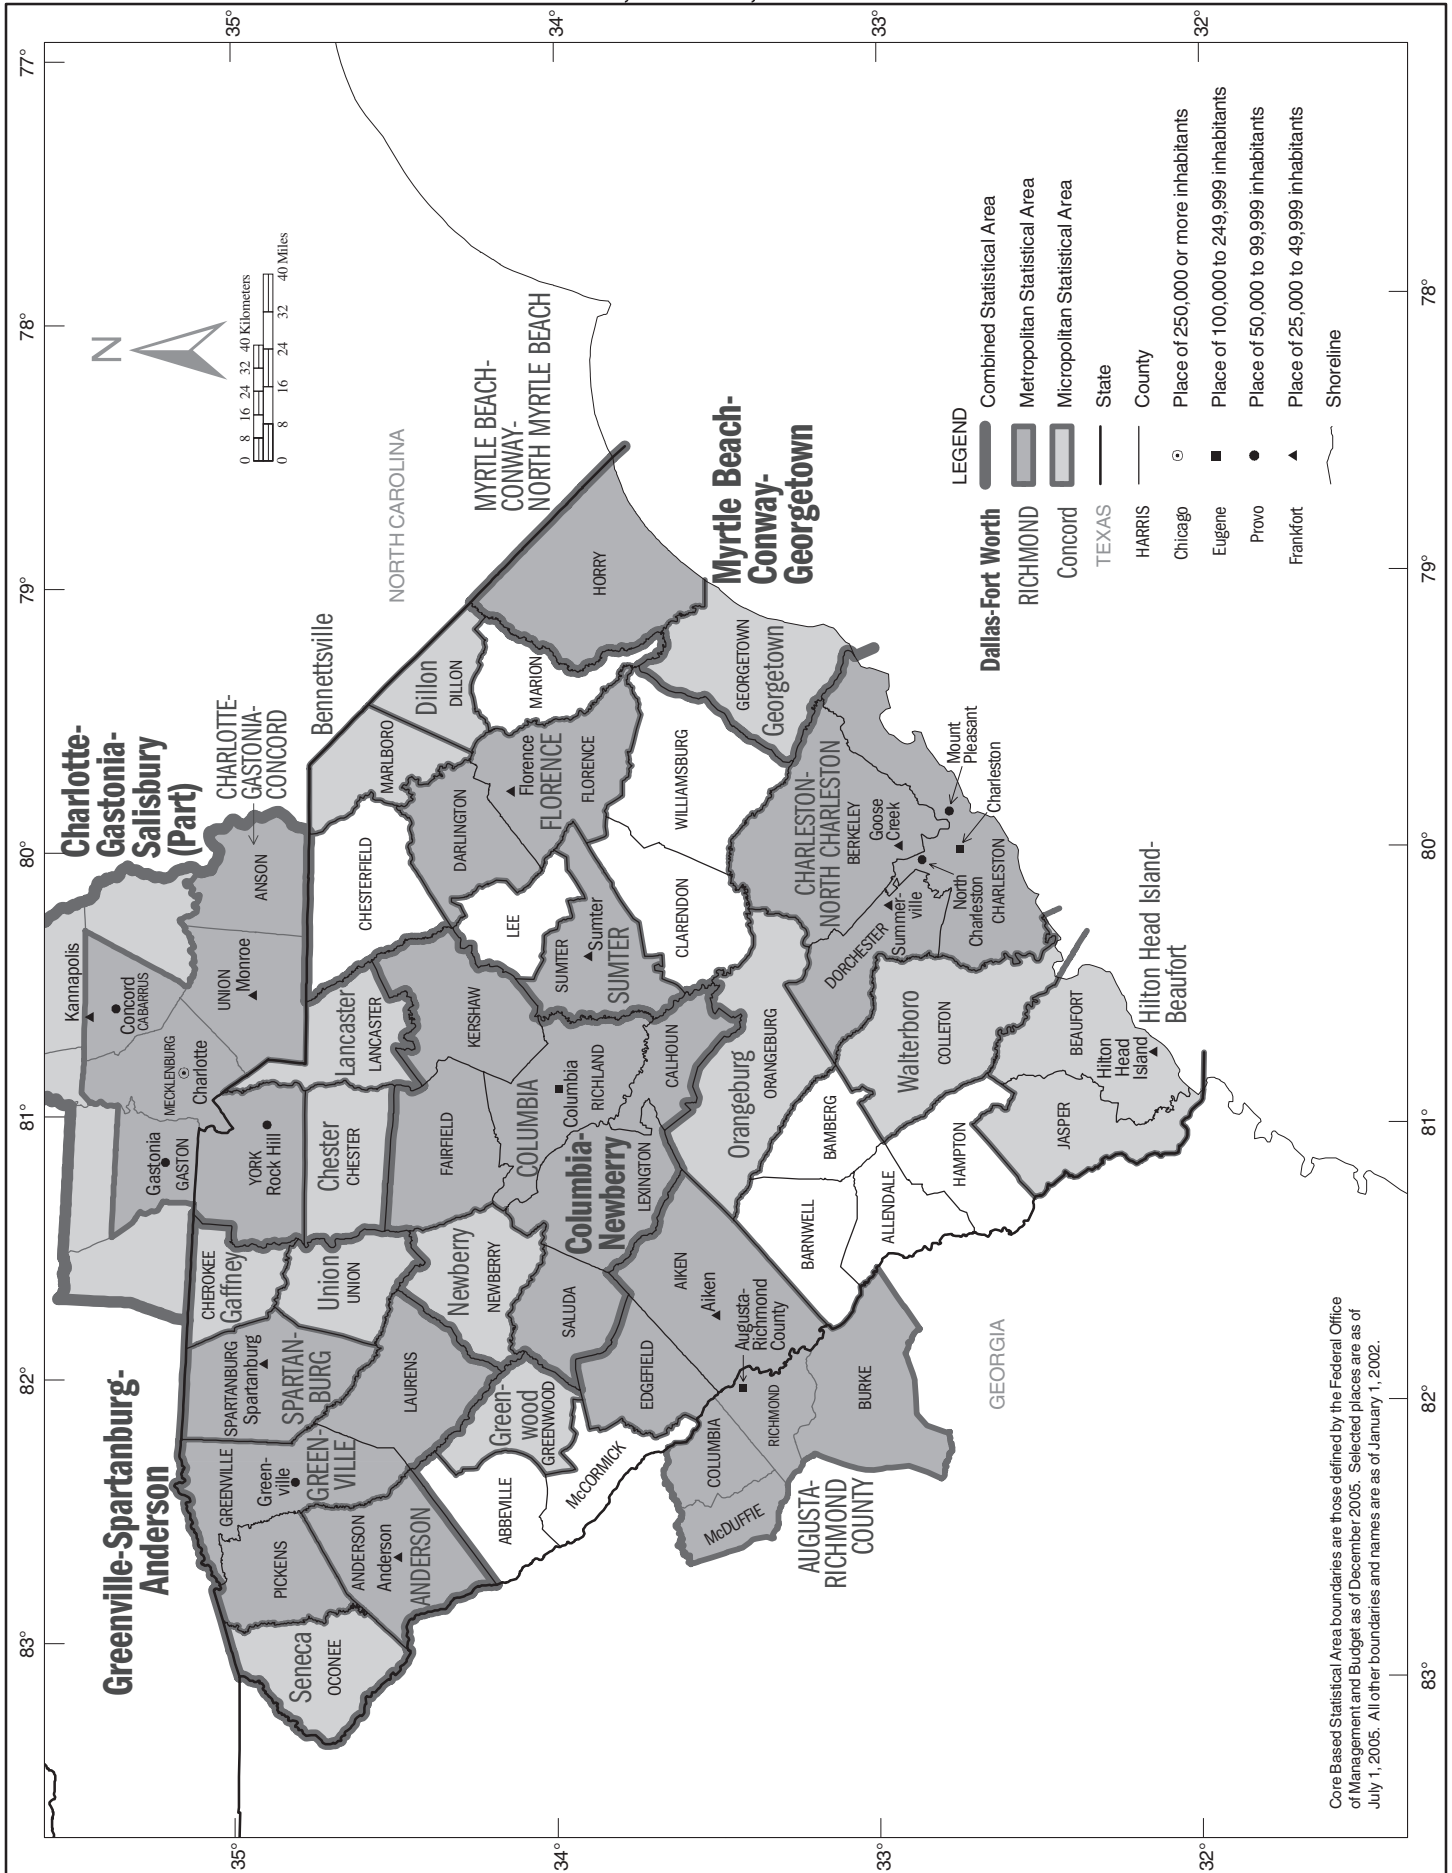 Greenville-Spartanburg-
Anderson
Charlotte-
Gastonia-
Salisbury
(Part)
CHARLOTTE-
GASTONIA-
CONCORD
Bennettsville
NORTH CAROLINA
MYRTLE BEACH-
CONWAY-
NORTH MYRTLE BEACH
Myrtle Beach-
Conway-
Georgetown
N
0 8 16 24 32 40 Kilometers
0 8 16 24 32 40 Miles
83°
82°
81°
80°
79°
78°
77°
35°
34°
33°
32°
35°
34°
33°
32°
83°
82°
81°
80°
79°
78°
Kannapolis
Concord
CABARRUS
MECKLENBURG
Charlotte
Gastonia
GASTON
UNION
Monroe
ANSON
Seneca
OCONEE
PICKENS
GREENVILLE
Green-
ville
GREEN-
VILLE
ANDERSON
Anderson
ANDERSON
SPARTANBURG
Spartanburg
SPARTAN-
BURG
CHEROKEE
Gaffney
Union
UNION
YORK
Rock Hill
Chester
CHESTER
Lancaster
LANCASTER
CHESTERFIELD
MARLBORO
Dillon
DILLON
MARION
HORRY
LAURENS
Newberry
NEWBERRY
FAIRFIELD
KERSHAW
LEE
DARLINGTON
Florence
FLORENCE
FLORENCE
ABBEVILLE
Green-
wood
GREENWOOD
McCORMICK
SALUDA
EDGEFIELD
COLUMBIA
Columbia
RICHLAND
Columbia-
Newberry
LEXINGTON
CALHOUN
SUMTER
Sumter
SUMTER
CLARENDON
WILLIAMSBURG
GEORGETOWN
Georgetown
AIKEN
Aiken
Augusta-
Richmond
County
COLUMBIA
RICHMOND
McDUFFIE
BURKE
AUGUSTA-
RICHMOND
COUNTY
GEORGIA
Orangeburg
ORANGEBURG
BAMBERG
BARNWELL
ALLENDALE
HAMPTON
CHARLESTON-
NORTH CHARLESTON
BERKELEY
Goose
Creek
DORCHESTER
Summer-
ville
North
Charleston
CHARLESTON
Mount
Pleasant
Charleston
Walterboro
COLLETON
JASPER
BEAUFORT
Hilton
Head
Island
Hilton Head Island-
Beaufort
LEGEND
Dallas-Fort Worth Combined Statistical Area
RICHMOND Metropolitan Statistical Area
Concord Micropolitan Statistical Area
TEXAS State
HARRIS County
Chicago Place of 250,000 or more inhabitants
Eugene Place of 100,000 to 249,999 inhabitants
Provo Place of 50,000 to 99,999 inhabitants
Frankfort Place of 25,000 to 49,999 inhabitants
Shoreline
Core Based Statistical Area boundaries are those defined by the Federal Office
of Management and Budget as of December 2005. Selected places are as of
July 1, 2005. All other boundaries and names are as of January 1, 2002.